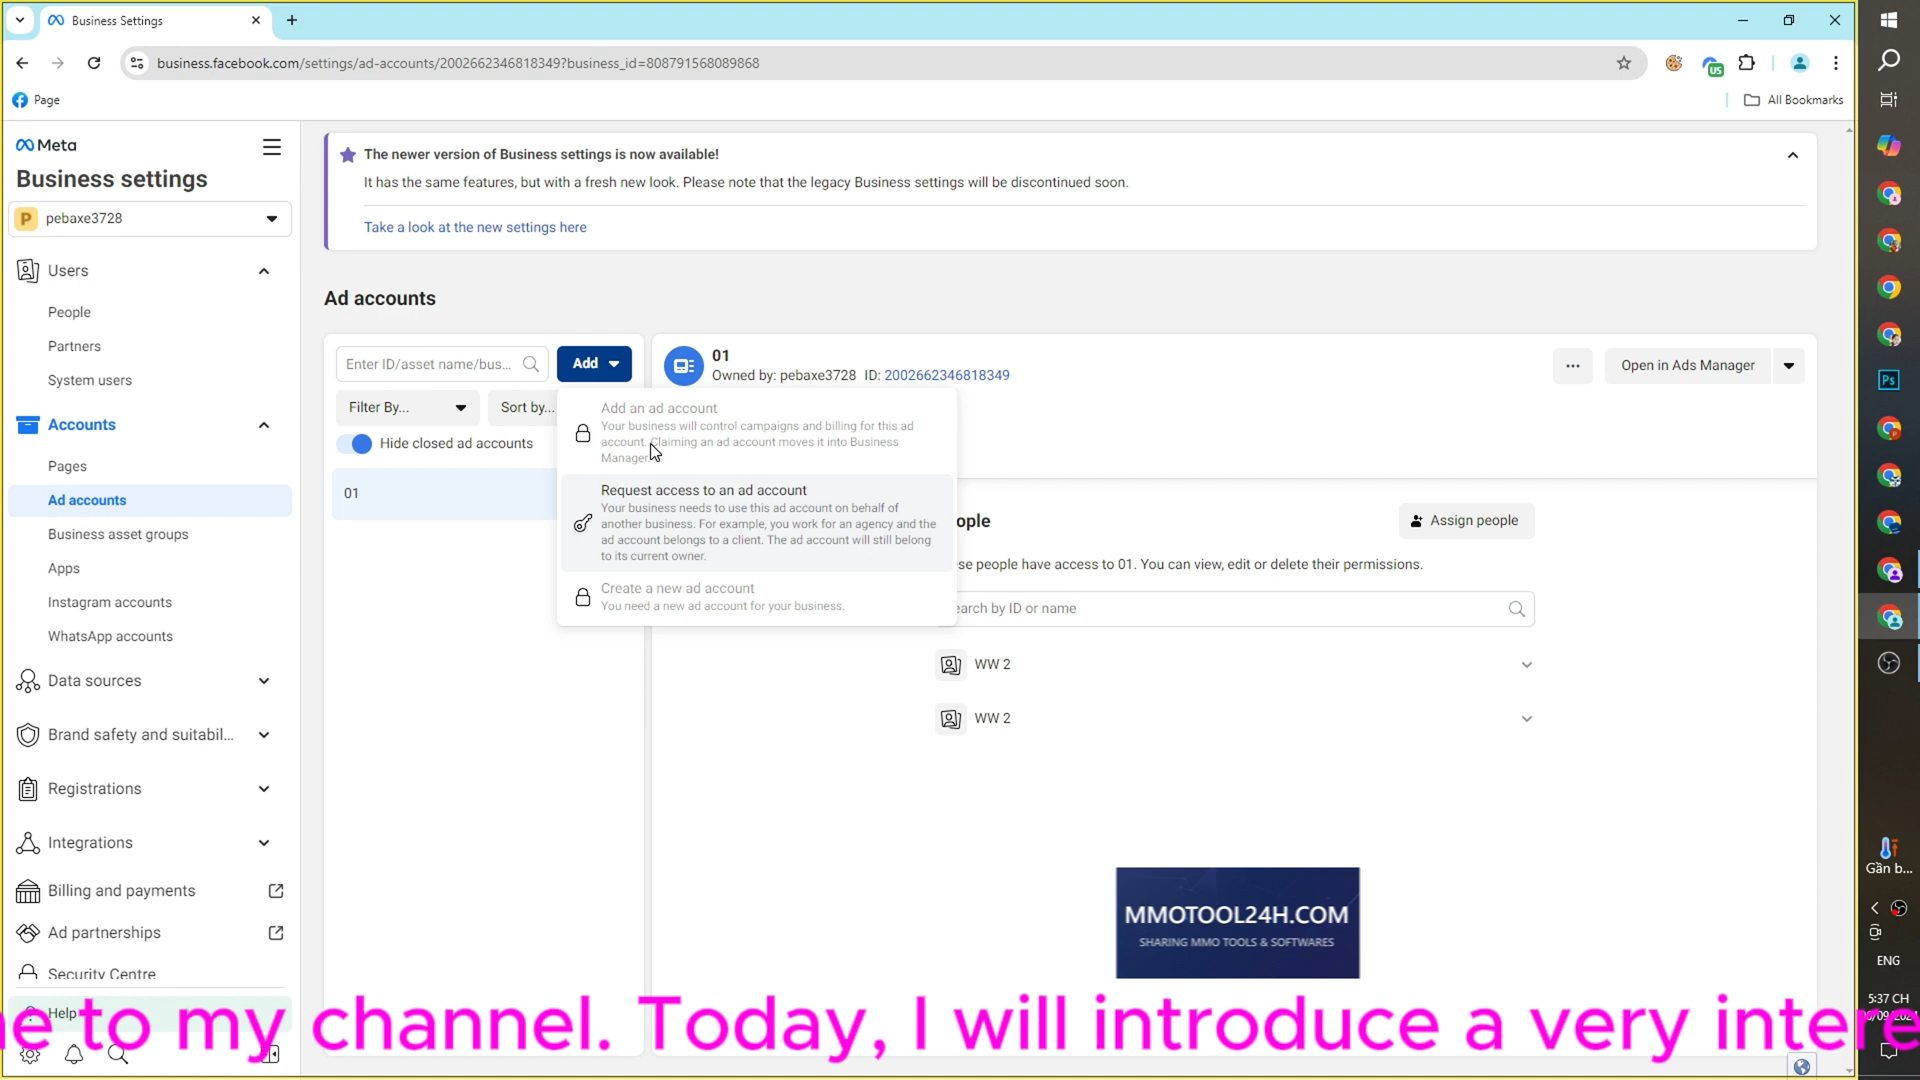 Business Settings
business.facebook.com/settings/ad-accounts/2002662346818349?business_id=808791568089868
US
Page
All Bookmarks
Meta
Business settings
P pebaxe3728
Users
People
Partners
System users
Accounts
Pages
Ad accounts
Business asset groups
Apps
Instagram accounts
WhatsApp accounts
Data sources
Brand safety and suitabil...
Registrations
Integrations
Billing and payments
Ad partnerships
Security Centre
Help
The newer version of Business settings is now available!
It has the same features, but with a fresh new look. Please note that the legacy Business settings will be discontinued soon.
Take a look at the new settings here
Ad accounts
Enter ID/asset name/bus...
Add
Filter By...
Sort by...
Hide closed ad accounts
01
Add an ad account
Your business will control campaigns and billing for this ad
account. Claiming an ad account moves it into Business
Manager.
Request access to an ad account
Your business needs to use this ad account on behalf of
another business. For example, you work for an agency and the
ad account belongs to a client. The ad account will still belong
to its current owner.
Create a new ad account
You need a new ad account for your business.
01
Owned by: pebaxe3728 ID: 2002662346818349
Open in Ads Manager
ople
Assign people
ese people have access to 01. You can view, edit or delete their permissions.
earch by ID or name
WW 2
WW 2
MMOTOOL24H.COM
SHARING MMO TOOLS & SOFTWARES
Ps
Gần b...
ENG
5:37 CH
ne to my channel. Today, I will introduce a very intere